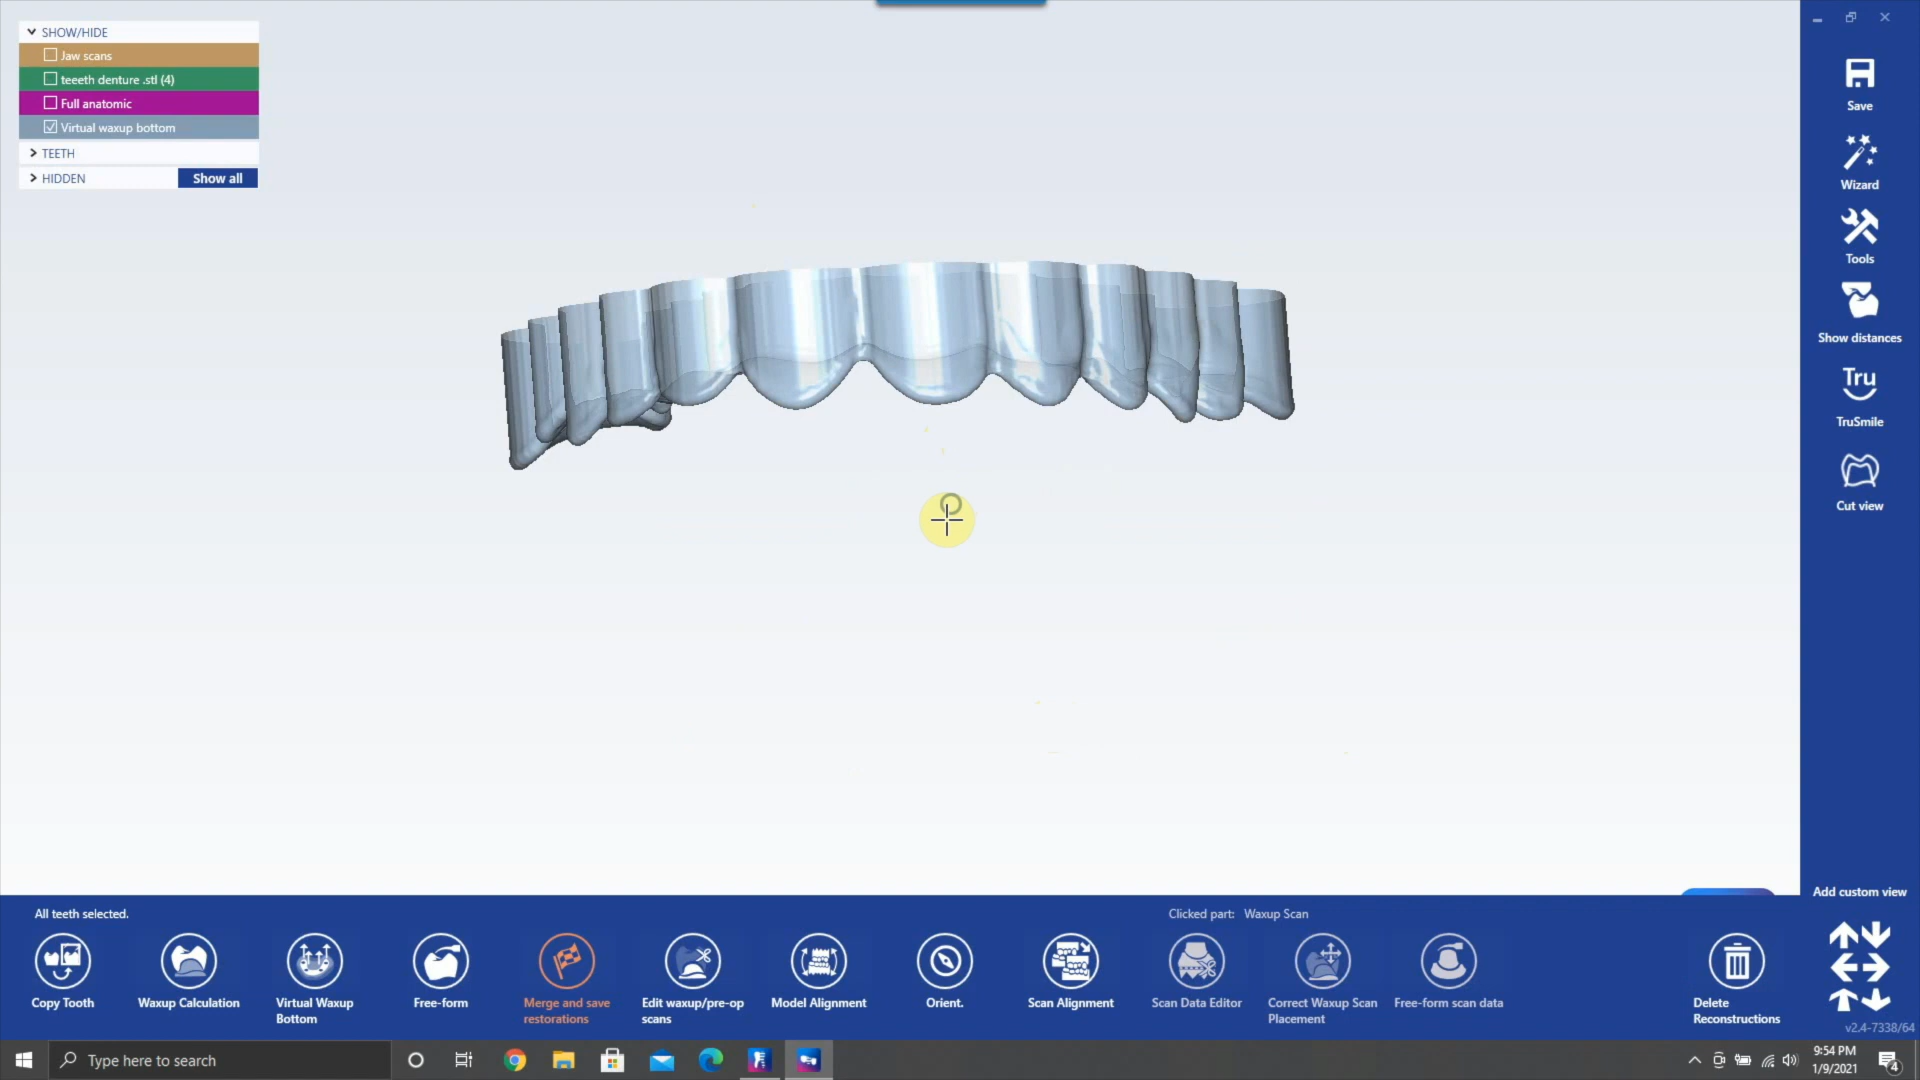 SHOW/HIDE
Jaw scans
teeeth denture .stl (4)
Full anatomic
Virtual waxup bottom
TEETH
HIDDEN
Show all
Save
Wizard
Tools
Show distances
Tru
TruSmile
Cut view
Add custom view
All teeth selected.
Clicked part: Waxup Scan
Copy Tooth
Waxup Calculation
Virtual Waxup
Bottom
Free-form
Merge and save
restorations
Edit waxup/pre-op
scans
Model Alignment
Orient.
Scan Alignment
Scan Data Editor
Correct Waxup Scan
Placement
Free-form scan data
Delete
Reconstructions
v2.4-7338/64
Type here to search
9:54 PM
1/9/2021
4